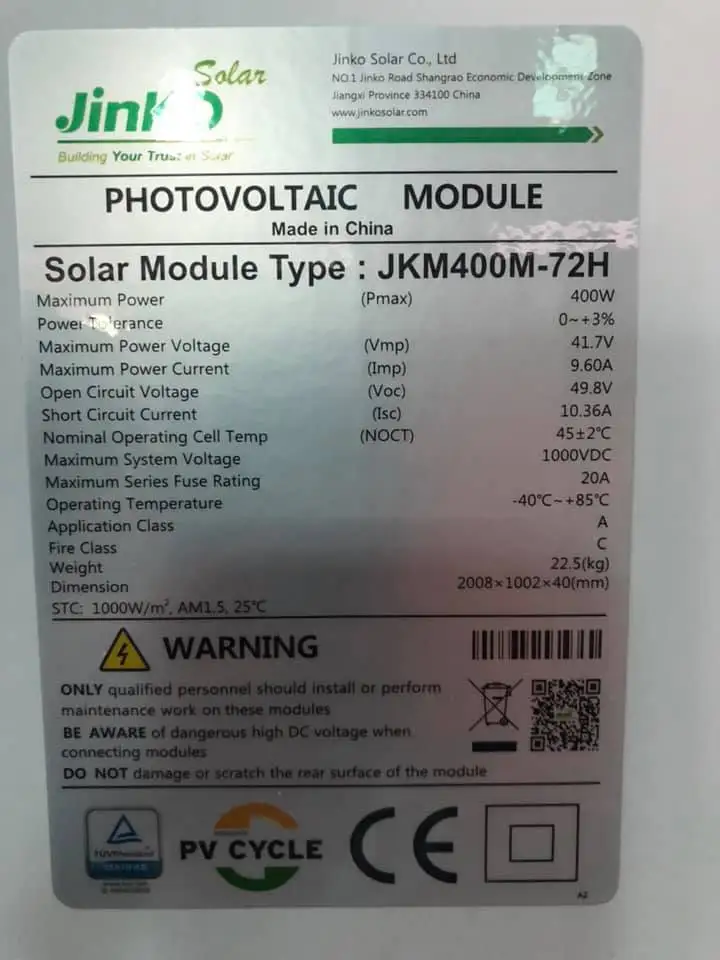 Solar
Jinko
Building Your Trust in Solar
Jinko Solar Co., Ltd
NO.1 Jinko Road Shangrao Economic Development Zone
Jiangxi Province 334100 China
www.jinkosolar.com
PHOTOVOLTAIC MODULE
Made in China
Solar Module Type : JKM400M-72H
Maximum Power (Pmax) 400W
Power Tolerance 0~+3%
Maximum Power Voltage (Vmp) 41.7V
Maximum Power Current (Imp) 9.60A
Open Circuit Voltage (Voc) 49.8V
Short Circuit Current (Isc) 10.36A
Nominal Operating Cell Temp (NOCT) 45±2℃
Maximum System Voltage 1000VDC
Maximum Series Fuse Rating 20A
Operating Temperature -40℃~+85℃
Application Class A
Fire Class C
Weight 22.5(kg)
Dimension 2008×1002×40(mm)
STC: 1000W/m², AM1.5, 25℃
WARNING
ONLY qualified personnel should install or perform
maintenance work on these modules
BE AWARE of dangerous high DC voltage when
connecting modules
DO NOT damage or scratch the rear surface of the module
TÜVRheinland
PV CYCLE
CE
A2